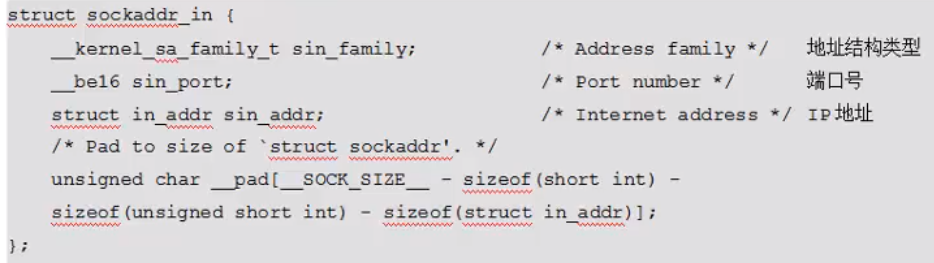 struct sockaddr_in {
__kernel_sa_family_t sin_family; /* Address family */ 地址结构类型
__be16 sin_port; /* Port number */ 端口号
struct in_addr sin_addr; /* Internet address */ IP地址
/* Pad to size of `struct sockaddr'. */
unsigned char __pad[__SOCK_SIZE__ - sizeof(short int) -
sizeof(unsigned short int) - sizeof(struct in_addr)];
};